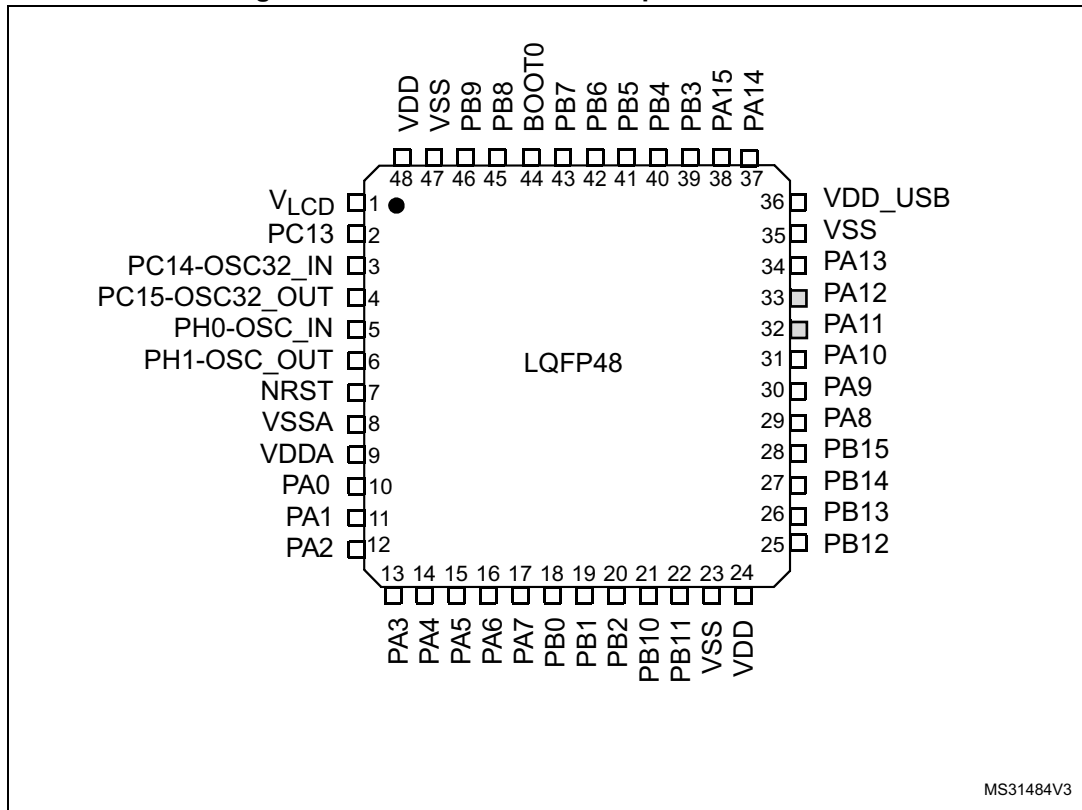 VDD
VSS
PB9
PB8
BOOT0
PB7
PB6
PB5
PB4
PB3
PA15
PA14
48 47 46 45 44 43 42 41 40 39 38 37
VLCD 1
PC13 2
PC14-OSC32_IN 3
PC15-OSC32_OUT 4
PH0-OSC_IN 5
PH1-OSC_OUT 6
NRST 7
VSSA 8
VDDA 9
PA0 10
PA1 11
PA2 12
LQFP48
36 VDD_USB
35 VSS
34 PA13
33 PA12
32 PA11
31 PA10
30 PA9
29 PA8
28 PB15
27 PB14
26 PB13
25 PB12
13 14 15 16 17 18 19 20 21 22 23 24
PA3
PA4
PA5
PA6
PA7
PB0
PB1
PB2
PB10
PB11
VSS
VDD
MS31484V3